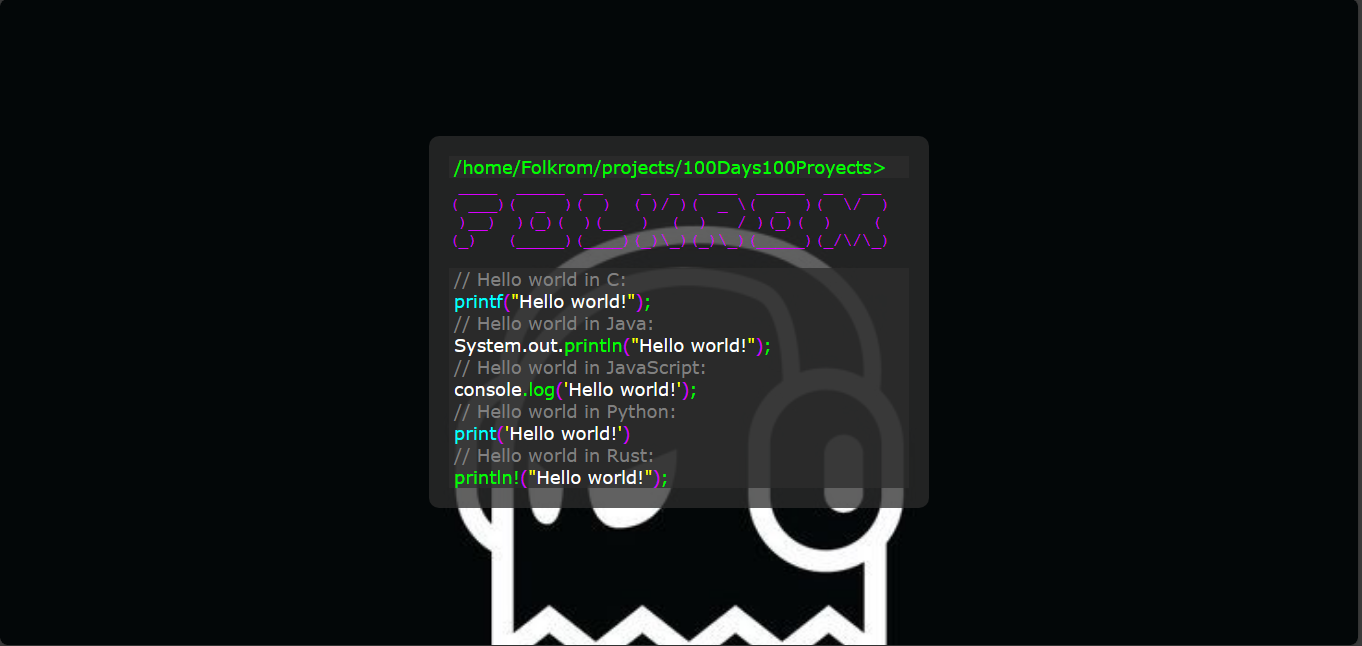 /home/Folkrom/projects/100Days100Proyects>
FOLKROM
// Hello world in C:
printf("Hello world!");
// Hello world in Java:
System.out.println("Hello world!");
// Hello world in JavaScript:
console.log('Hello world!');
// Hello world in Python:
print('Hello world!')
// Hello world in Rust:
println!("Hello world!");